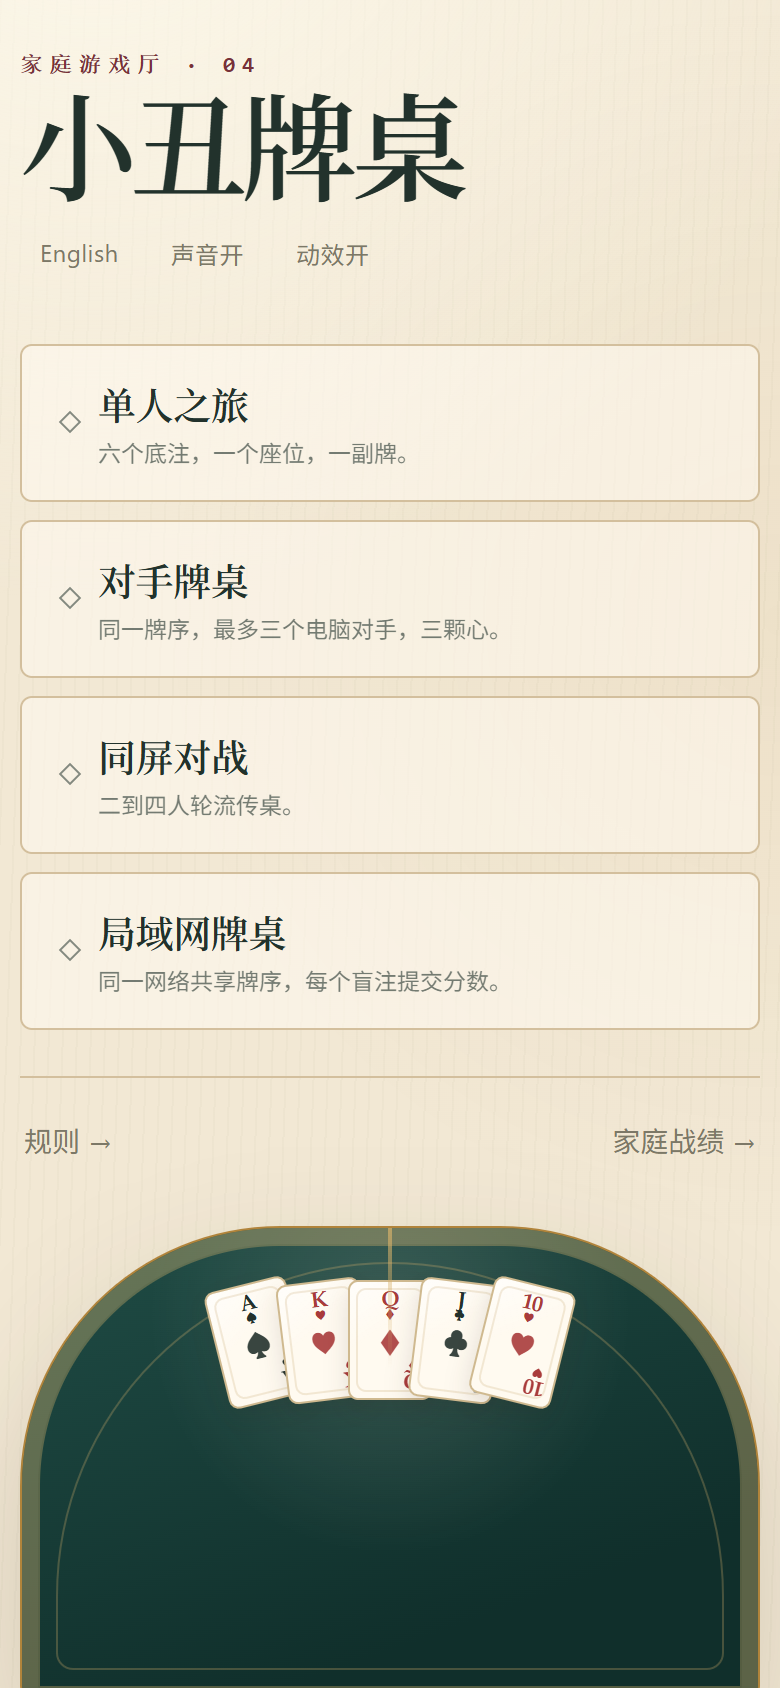 家庭游戏厅 · 04
小丑牌桌
English 声音开 动效开
单人之旅
六个底注，一个座位，一副牌。
对手牌桌
同一牌序，最多三个电脑对手，三颗心。
同屏对战
二到四人轮流传桌。
局域网牌桌
同一网络共享牌序，每个盲注提交分数。
规则 → 家庭战绩 →
A K Q J 10
10